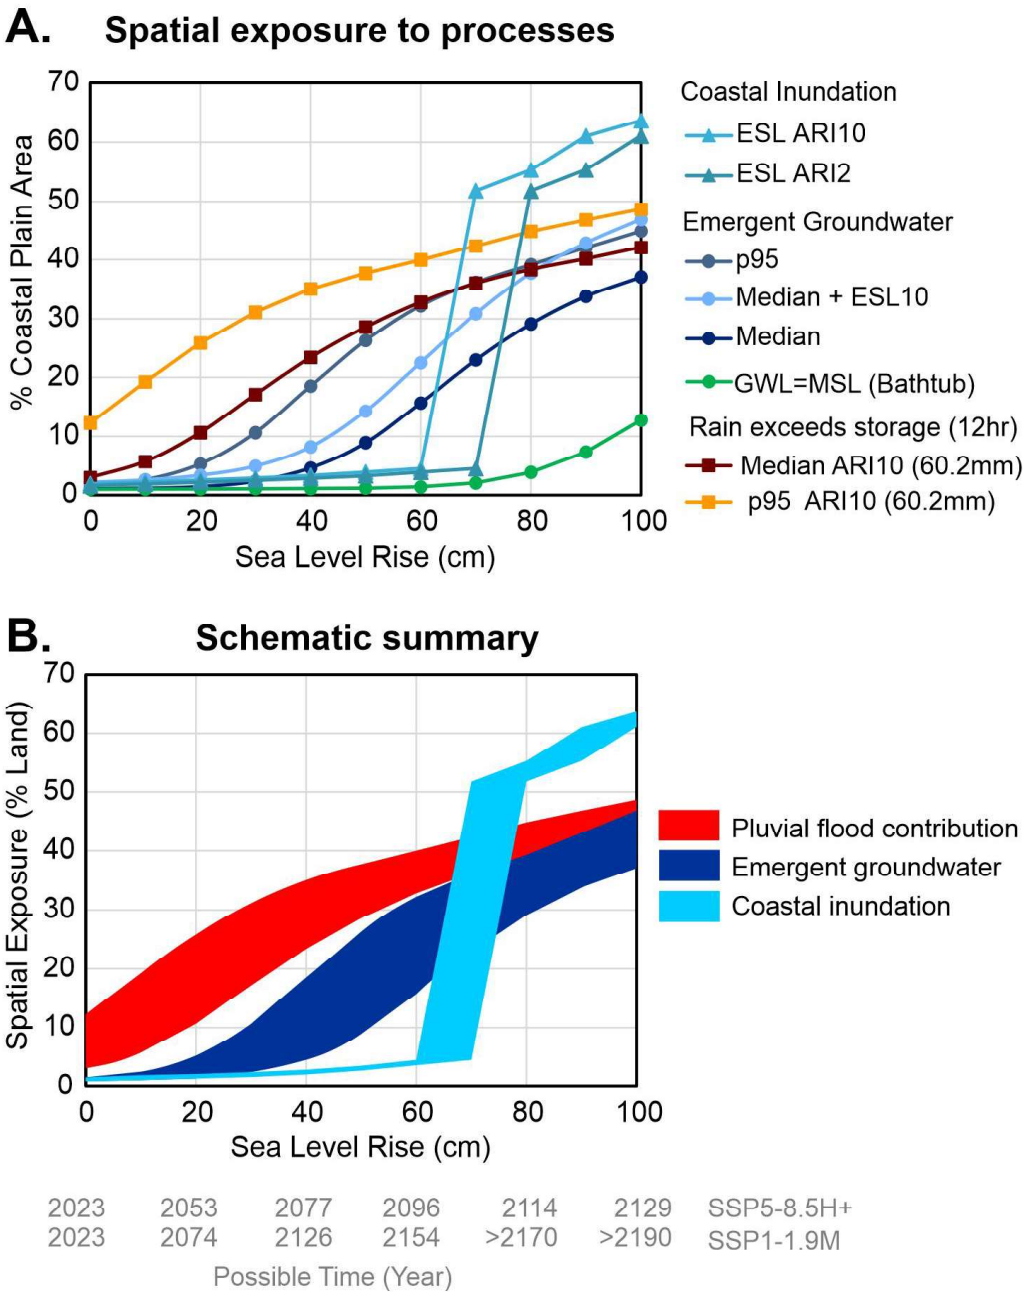 A. Spatial exposure to processes
% Coastal Plain Area
70
60
50
40
30
20
10
0
0 20 40 60 80 100
Sea Level Rise (cm)
Coastal Inundation
ESL ARI10
ESL ARI2
Emergent Groundwater
p95
Median + ESL10
Median
GWL=MSL (Bathtub)
Rain exceeds storage (12hr)
Median ARI10 (60.2mm)
p95 ARI10 (60.2mm)
B. Schematic summary
Spatial Exposure (% Land)
70
60
50
40
30
20
10
0
0 20 40 60 80 100
Sea Level Rise (cm)
Pluvial flood contribution
Emergent groundwater
Coastal inundation
2023 2053 2077 2096 2114 2129 SSP5-8.5H+
2023 2074 2126 2154 >2170 >2190 SSP1-1.9M
Possible Time (Year)